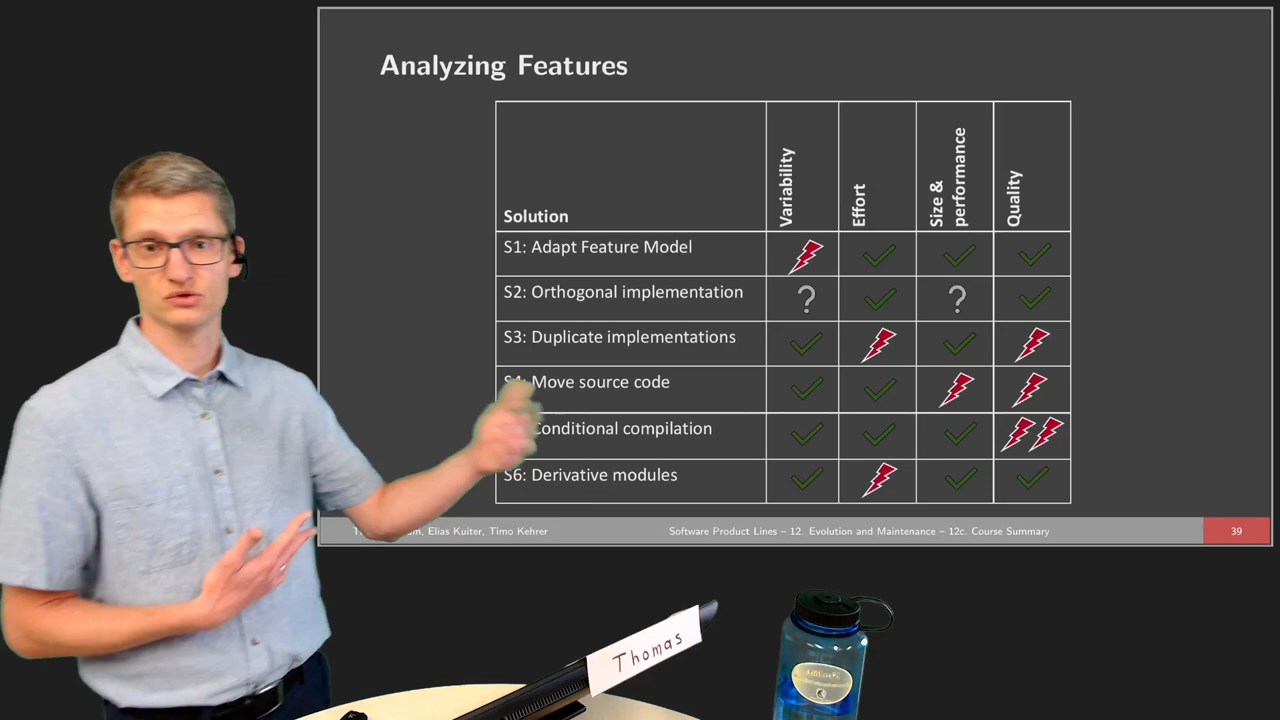 Analyzing Features
Solution
Variability
Effort
Size &
performance
Quality
S1: Adapt Feature Model
S2: Orthogonal implementation
?
?
S3: Duplicate implementations
S4: Move source code
Conditional compilation
S6: Derivative modules
Elias Kuiter, Timo Kehrer
Software Product Lines – 12. Evolution and Maintenance – 12c. Course Summary
39
Thomas